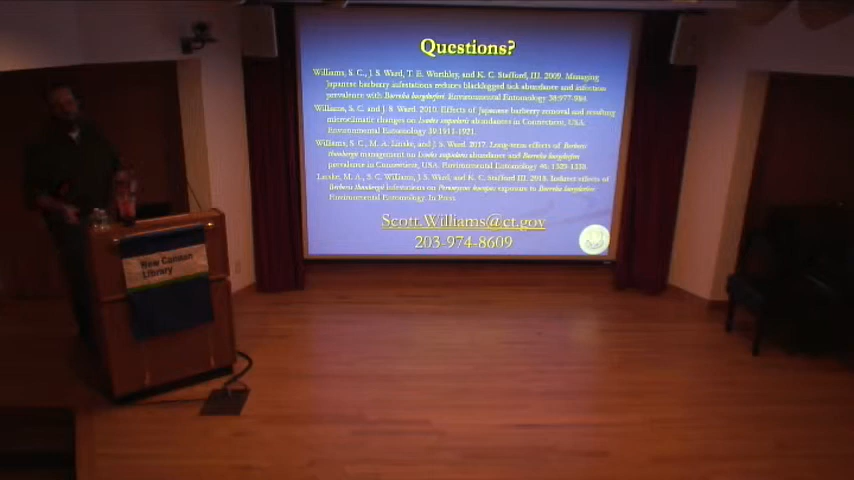 Questions?
Williams, S. C., J. S. Ward, T. E. Worthley, and K. C. Stafford, III. 2009. Managing
Japanese barberry infestations reduces blacklegged tick abundance and infection
prevalence with Borrelia burgdorferi. Environmental Entomology 38:977-984.
Williams, S. C. and J. S. Ward. 2010. Effects of Japanese barberry removal and resulting
microclimatic changes on Ixodes scapularis abundances in Connecticut, USA.
Environmental Entomology 39:1911-1921.
Williams, S. C., M. A. Linske, and J. S. Ward. 2017. Long-term effects of Berberis
thunbergii management on Ixodes scapularis abundance and Borrelia burgdorferi
prevalence in Connecticut, USA. Environmental Entomology 46: 1329-1338.
Linske, M. A., S. C. Williams, J. S. Ward, and K. C. Stafford III. 2018. Indirect effects of
Berberis thunbergii infestations on Peromyscus leucopus exposure to Borrelia burgdorferi.
Environmental Entomology. In Press.
Scott.Williams@ct.gov
203-974-8609
New Canaan
Library